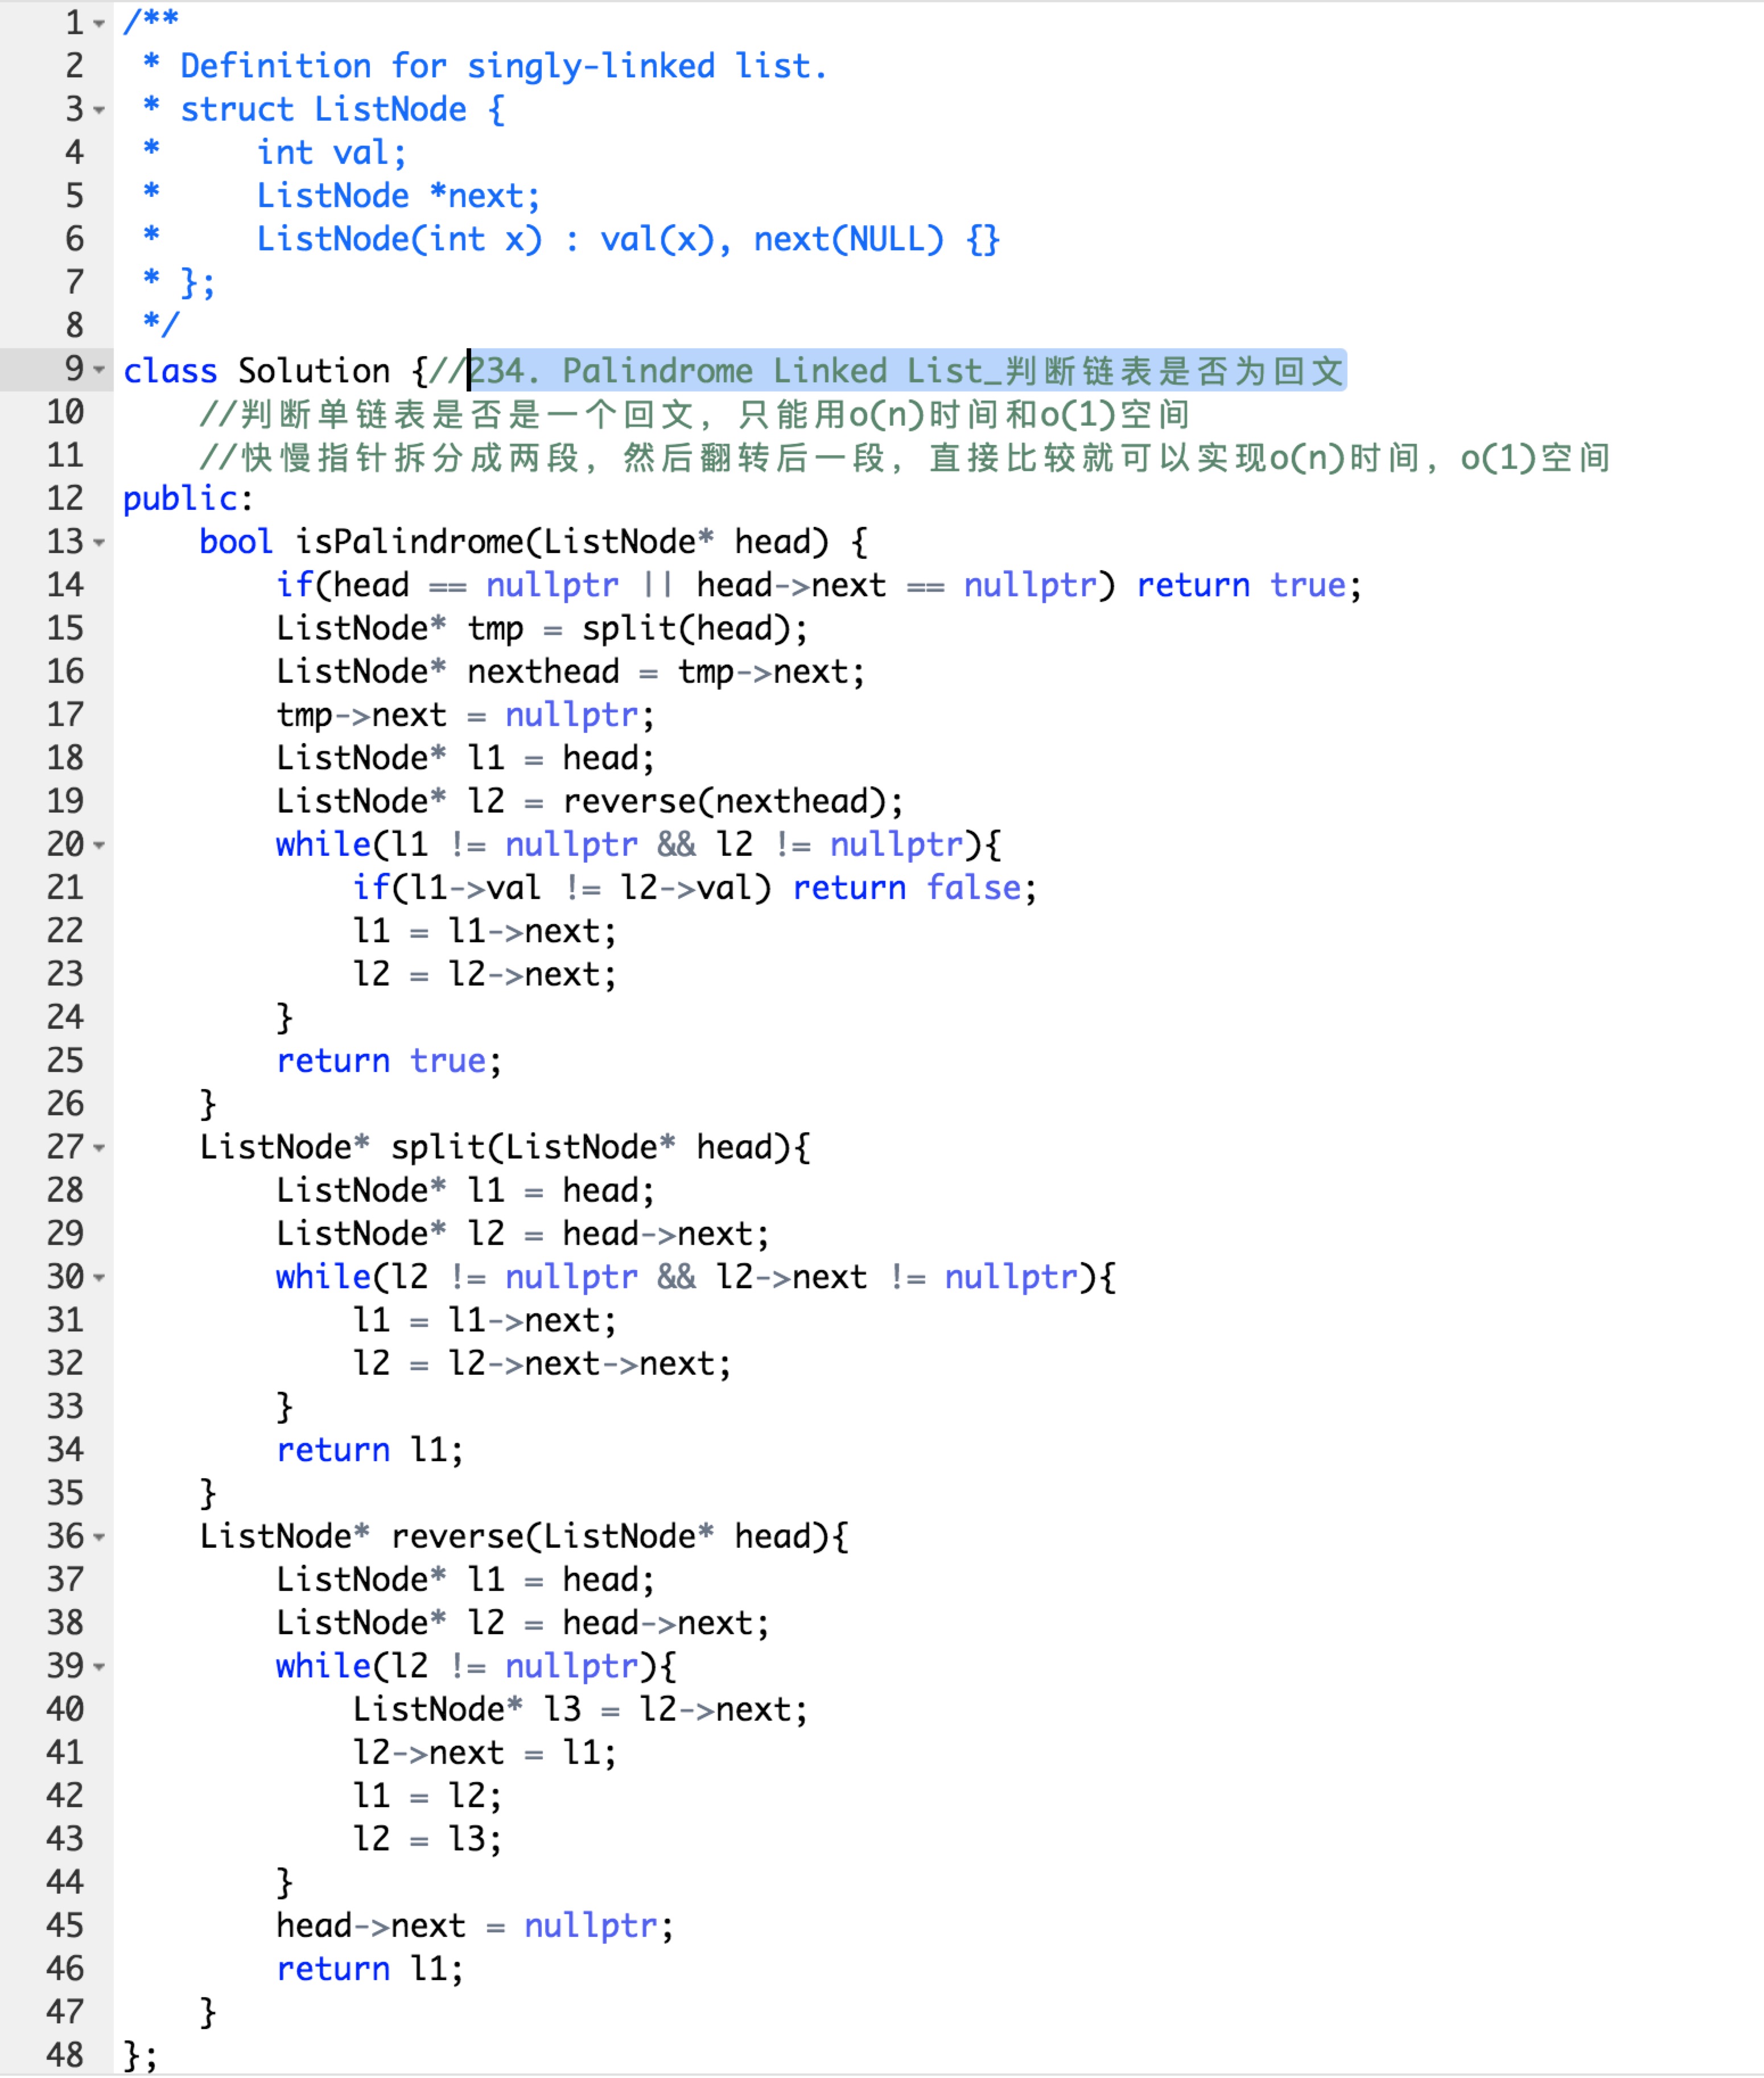 1 /**
2  * Definition for singly-linked list.
3  * struct ListNode {
4  *     int val;
5  *     ListNode *next;
6  *     ListNode(int x) : val(x), next(NULL) {}
7  * };
8  */
9 class Solution {//234. Palindrome Linked List_判断链表是否为回文
10     //判断单链表是否是一个回文，只能用o(n)时间和o(1)空间
11     //快慢指针拆分成两段，然后翻转后一段，直接比较就可以实现o(n)时间，o(1)空间
12 public:
13     bool isPalindrome(ListNode* head) {
14         if(head == nullptr || head->next == nullptr) return true;
15         ListNode* tmp = split(head);
16         ListNode* nexthead = tmp->next;
17         tmp->next = nullptr;
18         ListNode* l1 = head;
19         ListNode* l2 = reverse(nexthead);
20         while(l1 != nullptr && l2 != nullptr){
21             if(l1->val != l2->val) return false;
22             l1 = l1->next;
23             l2 = l2->next;
24         }
25         return true;
26     }
27     ListNode* split(ListNode* head){
28         ListNode* l1 = head;
29         ListNode* l2 = head->next;
30         while(l2 != nullptr && l2->next != nullptr){
31             l1 = l1->next;
32             l2 = l2->next->next;
33         }
34         return l1;
35     }
36     ListNode* reverse(ListNode* head){
37         ListNode* l1 = head;
38         ListNode* l2 = head->next;
39         while(l2 != nullptr){
40             ListNode* l3 = l2->next;
41             l2->next = l1;
42             l1 = l2;
43             l2 = l3;
44         }
45         head->next = nullptr;
46         return l1;
47     }
48 };